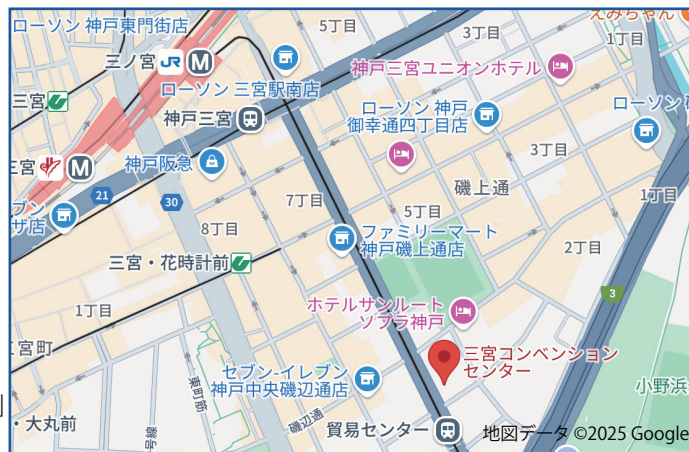 ローソン 神戸東門街店
5丁目
3丁目
えみちゃん
1丁目
三ノ宮
JR
M
神戸三宮ユニオンホテル
三宮
ローソン 三宮駅南店
ローソン 神戸
御幸通四丁目店
ローソン
神戸三宮
三宮
M
神戸阪急
3丁目
21
30
7丁目
磯上通
1丁目
ブン
ザ店
8丁目
5丁目
ファミリーマート
神戸磯上通店
2丁目
三宮・花時計前
3
1丁目
ホテルサンルート
ソプラ神戸
三宮町
三宮コンベンション
センター
セブン-イレブン
神戸中央磯辺通店
小野浜
東町筋
・大丸前
号線
磯辺通
貿易センター
地図データ ©2025 Google